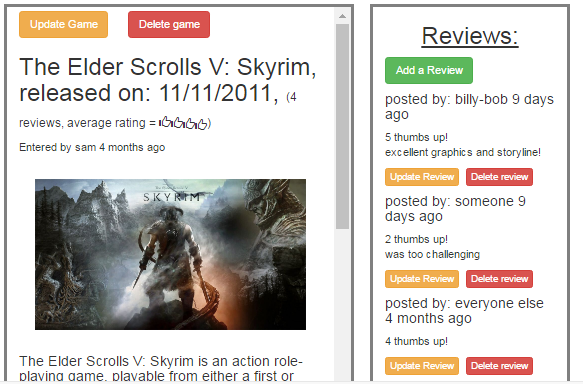 Update Game
Delete game
The Elder Scrolls V: Skyrim,
released on: 11/11/2011, (4
reviews, average rating = )
Entered by sam 4 months ago
SKYRIM
The Elder Scrolls V: Skyrim is an action role-
playing game, playable from either a first or
Reviews:
Add a Review
posted by: billy-bob 9 days
ago
5 thumbs up!
excellent graphics and storyline!
Update Review
Delete review
posted by: someone 9
days ago
2 thumbs up!
was too challenging
Update Review
Delete review
posted by: everyone else
4 months ago
4 thumbs up!
Update Review
Delete review